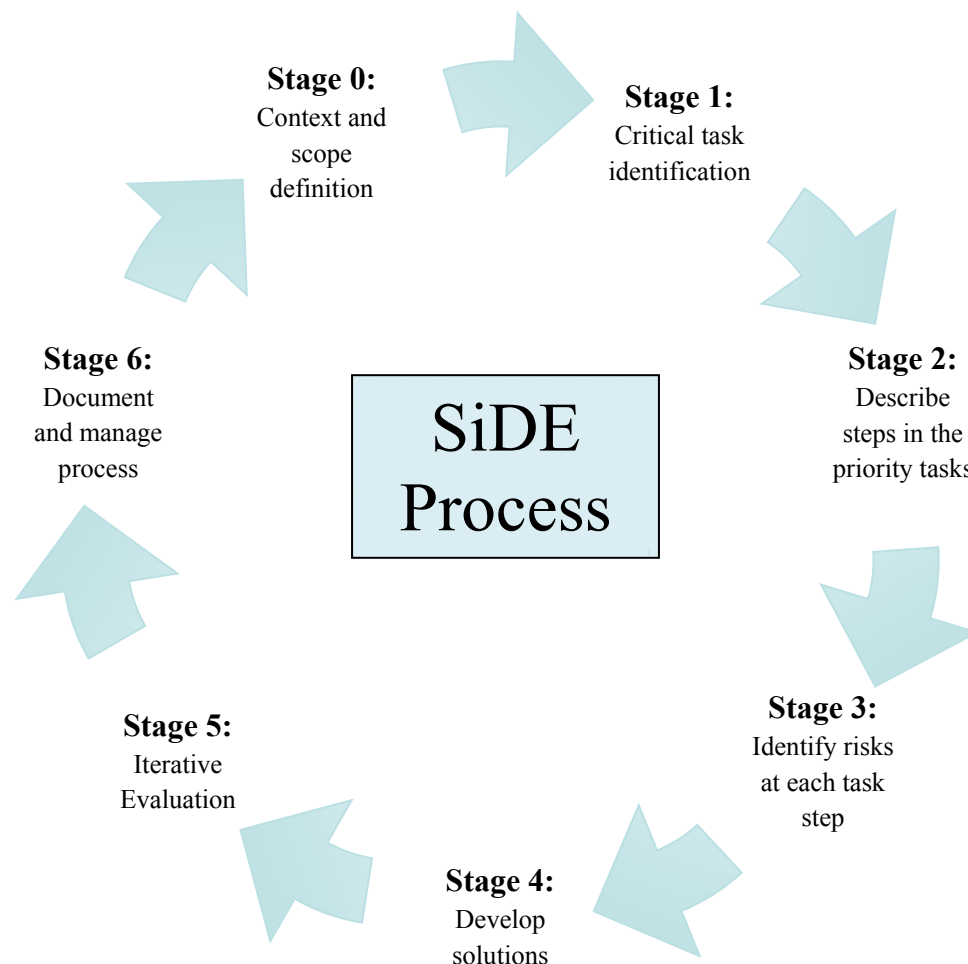 Stage 0:
Context and
scope
definition
Stage 1:
Critical task
identification
Stage 2:
Describe
steps in the
priority tasks
Stage 3:
Identify risks
at each task
step
Stage 4:
Develop
solutions
Stage 5:
Iterative
Evaluation
Stage 6:
Document
and manage
process
SiDE
Process